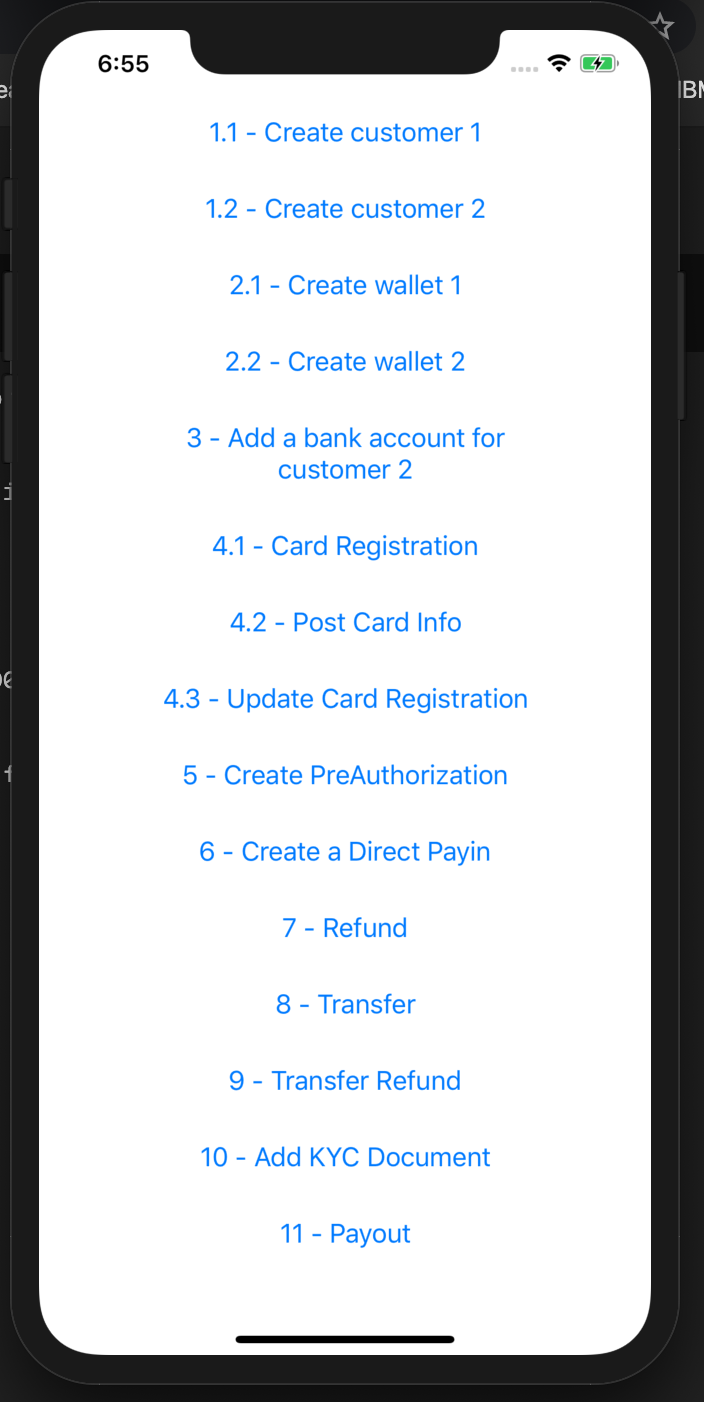 6:55
1.1 - Create customer 1
1.2 - Create customer 2
2.1 - Create wallet 1
2.2 - Create wallet 2
3 - Add a bank account for
customer 2
4.1 - Card Registration
4.2 - Post Card Info
4.3 - Update Card Registration
5 - Create PreAuthorization
6 - Create a Direct Payin
7 - Refund
8 - Transfer
9 - Transfer Refund
10 - Add KYC Document
11 - Payout